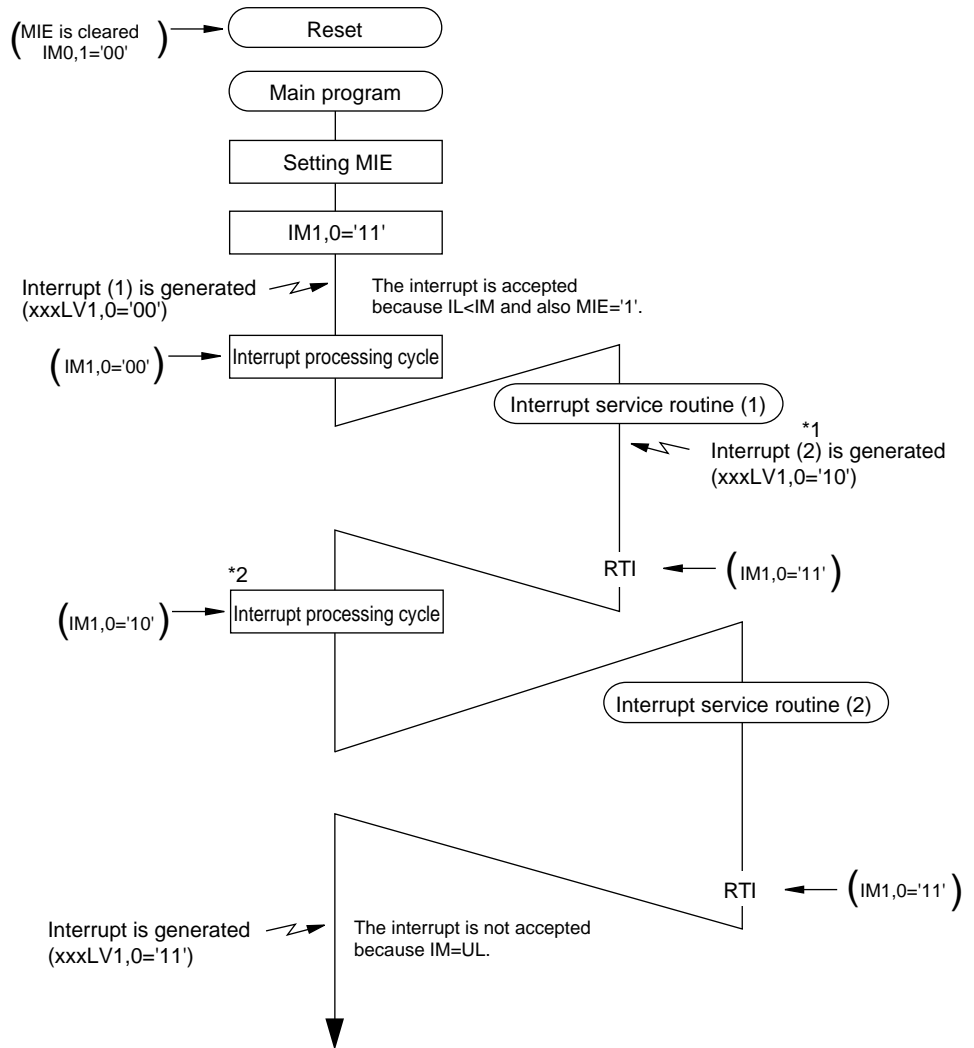 Reset
(MIE is cleared
IM0,1='00')
Main program
Setting MIE
IM1,0='11'
Interrupt (1) is generated
(xxxLV1,0='00')
The interrupt is accepted
because IL<IM and also MIE='1'.
(IM1,0='00')
Interrupt processing cycle
Interrupt service routine (1)
*1
Interrupt (2) is generated
(xxxLV1,0='10')
RTI
(IM1,0='11')
*2
(IM1,0='10')
Interrupt processing cycle
Interrupt service routine (2)
RTI
(IM1,0='11')
Interrupt is generated
(xxxLV1,0='11')
The interrupt is not accepted
because IM=UL.